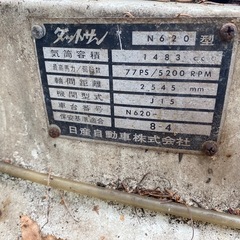 ダットサン N620 型
気筒容積 1483 cc
最高馬力/回転数 77PS/5200 RPM
軸間距離 2545 mm
機関型式 J15
車台番号 N620-
保安基準適合 8-4
日産自動車株式会社